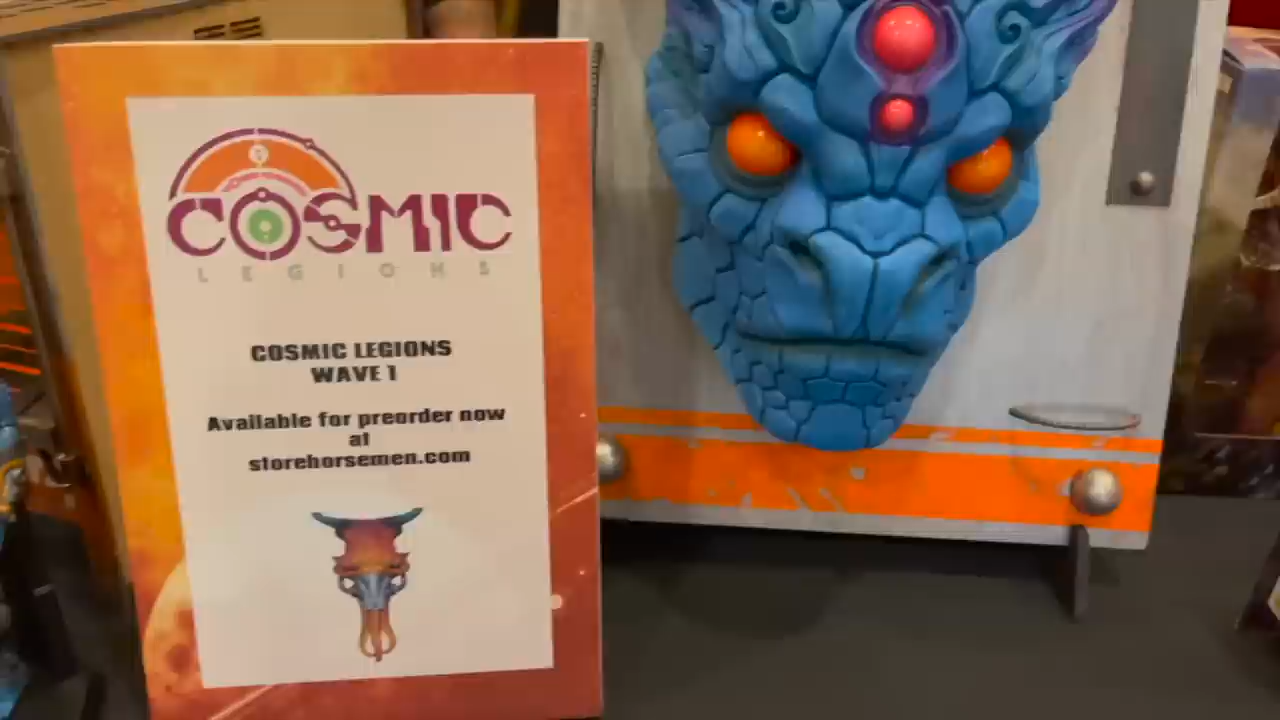 COSMIC
LEGIONS
COSMIC LEGIONS
WAVE 1
Available for preorder now
at
storehorsemen.com